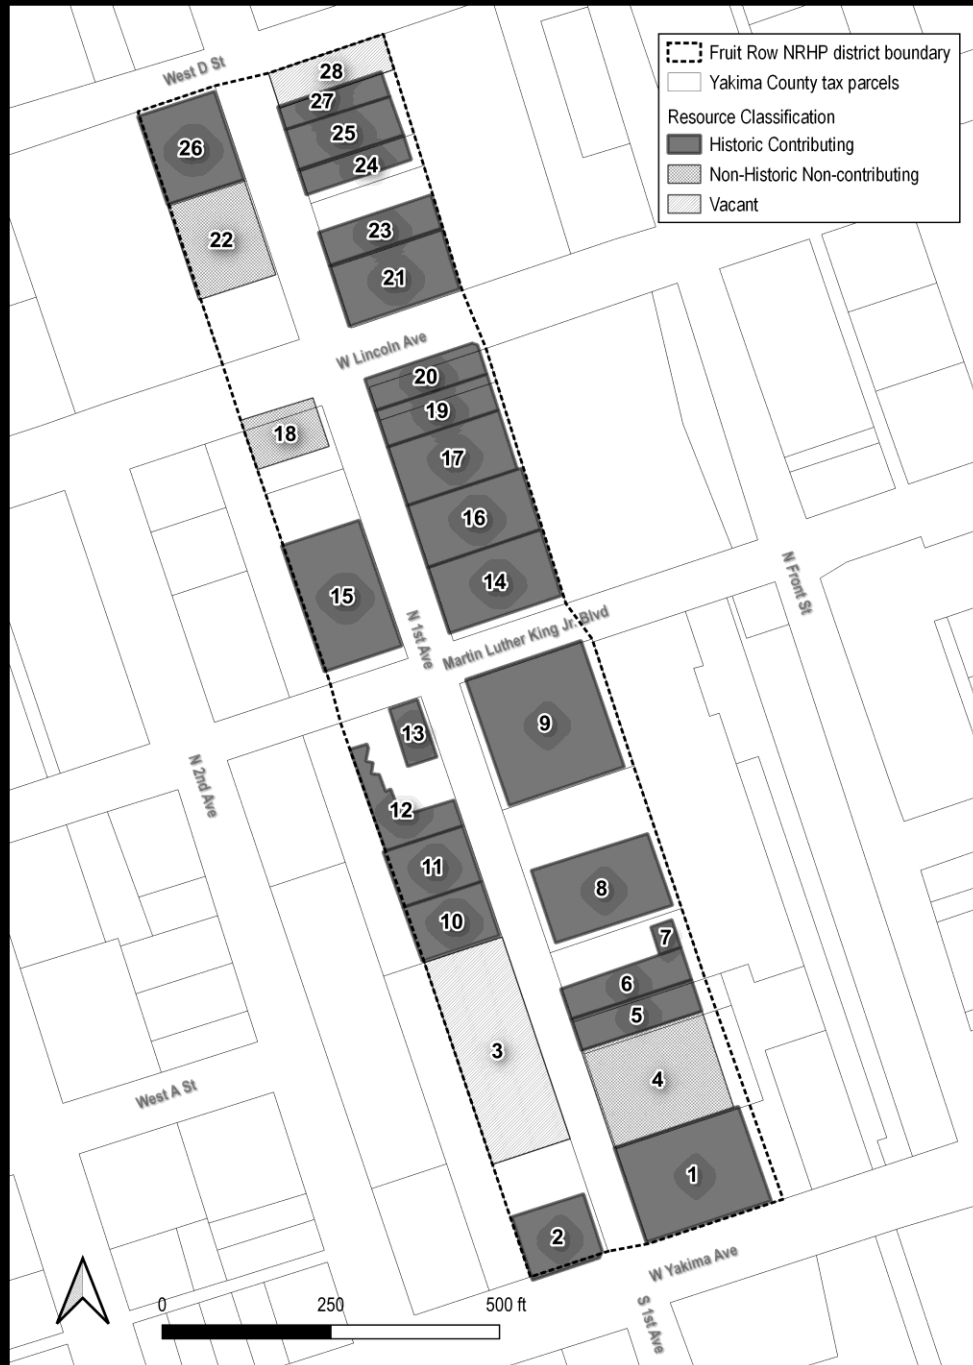 West D St
Fruit Row NRHP district boundary
Yakima County tax parcels
Resource Classification
Historic Contributing
Non-Historic Non-contributing
Vacant
28
27
26
25
24
23
22
21
W Lincoln Ave
20
19
18
17
16
15
14
N Front St
N 1st Ave
Martin Luther King Jr. Blvd
13
9
N 2nd Ave
12
11
10
8
7
6
5
4
3
West A St
1
2
W Yakima Ave
S 1st Ave
0 250 500 ft